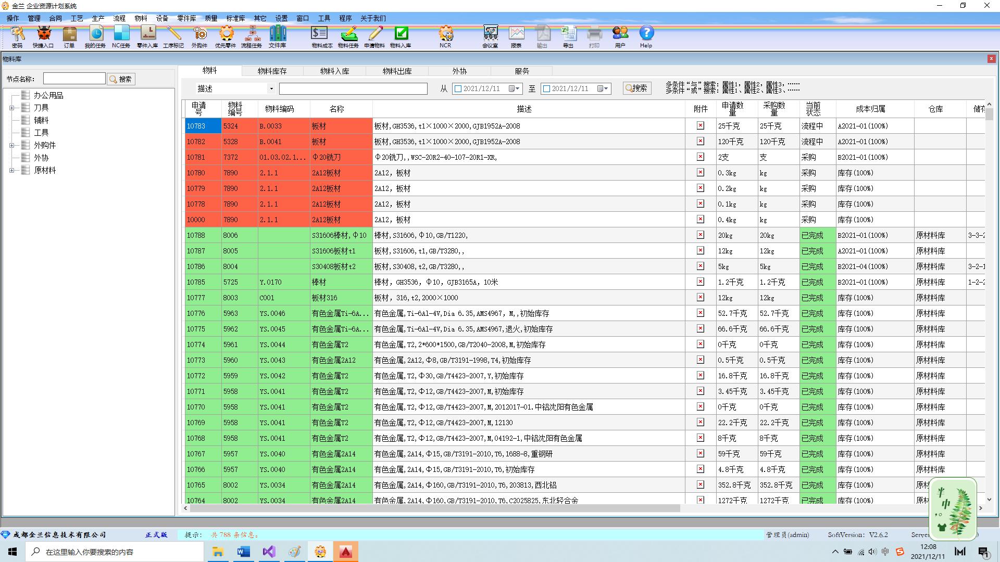 金兰 企业资源计划系统
操作 管理 合同 工艺 生产 流程 物料 设备 零件库 质量 标准库 其它 设置 窗口 工具 程序 关于我们
密码 快捷入口 订单 我的任务 NC任务 零件入库 工序标记 外购件 优先零件 流程任务 文件库 物料成本 物料任务 申请物料 物料入库 NCR 会议室 报表 输出 导出 打印 用户 Help
物料库
节点名称: 搜索
办公用品
刀具
辅料
工具
外购件
外协
原材料
物料 物料库存 物料入库 物料出库 外协 服务
描述 从 2021/12/11 至 2021/12/11 搜索
多条件“与”搜索: 属性1, 属性2, 属性3, ······
多条件“或”搜索: 属性1、属性2、属性3、······
申请号 物料编号 物料编码 名称 描述 附件 申请数量 采购数量 当前状态 成本归属 仓库 储存
10783 5324 B.0033 板材 板材,GH3536,t1×1000×2000,GJB1952A-2008 25千克 25千克 流程中 A2021-01(100%)
10782 5328 B.0041 板材 板材,GH3536,t1×1000×2000,GJB1952A-2008 120千克 120千克 流程中 A2021-01(100%)
10781 7372 01.03.02.1... Φ20铣刀 Φ20铣刀,,WSC-20R2-40-107-20R1-XR, 2支 支 采购 B2021-01(100%)
10780 7890 2.1.1 2A12板材 2A12, 板材 0.3kg kg 采购 库存(100%)
10779 7890 2.1.1 2A12板材 2A12, 板材 0.2kg kg 采购 库存(100%)
10778 7890 2.1.1 2A12板材 2A12, 板材 0.1kg kg 采购 库存(100%)
10000 7890 2.1.1 2A12板材 2A12, 板材 0.4kg kg 采购 库存(100%)
10788 8006 S31606棒材,Φ10 棒材,S31606,Φ10,GB/T1220, 20kg 20kg 已完成 B2021-01(100%) 原材料库 3-3-2
10787 8005 S31606板材t1 板材,S31606,t1,GB/T3280,, 12kg 12kg 已完成 A2021-01(100%) 原材料库
10786 8004 S30408板材t2 板材,S30408,t2,GB/T3280,, 5kg 5kg 已完成 B2021-04(100%) 原材料库 3-2-1
10785 5725 Y.0170 棒材 棒材, GH3536, Φ10, GJB3165A, 10米 1.2千克 1.2千克 已完成 B2021-01(100%) 原材料库 1-2-2
10777 8003 C001 板材316 板材, 316,t2,2000×1000 12kg 12kg 已完成 库存(100%) 原材料库
10776 5963 YS.0046 有色金属Ti-6A... 有色金属,Ti-6Al-4V,Dia 6.35,AMS4967, M,,初始库存 52.7千克 52.7千克 已完成 库存(100%) 原材料库
10775 5962 YS.0045 有色金属Ti-6A... 有色金属,Ti-6Al-4V,Dia 6.35,AMS4967,退火,初始库存 66.6千克 66.6千克 已完成 库存(100%) 原材料库
10774 5961 YS.0044 有色金属T2 有色金属,T2,2*600*1500,GB/T2040-2008,M,初始库存 0千克 0千克 已完成 库存(100%) 原材料库
10773 5960 YS.0043 有色金属2A12 有色金属,2A12,Φ8,GB/T3191-1998,T4,初始库存 0.5千克 0.5千克 已完成 库存(100%) 原材料库
10772 5959 YS.0042 有色金属T2 有色金属,T2,Φ30,GB/T4423-2007,Y,初始库存 16.8千克 16.8千克 已完成 库存(100%) 原材料库
10771 5958 YS.0041 有色金属T2 有色金属,T2,Φ12,GB/T4423-2007,M,初始库存 3.45千克 3.45千克 已完成 库存(100%) 原材料库
10770 5958 YS.0041 有色金属T2 有色金属,T2,Φ12,GB/T4423-2007,M,2012017-01.中铝沈阳有色金属 0千克 0千克 已完成 库存(100%) 原材料库
10769 5958 YS.0041 有色金属T2 有色金属,T2,Φ12,GB/T4423-2007,M,12130 22.2千克 22.2千克 已完成 库存(100%) 原材料库
10768 5958 YS.0041 有色金属T2 有色金属,T2,Φ12,GB/T4423-2007,M,04192-1,中铝沈阳有色金属 8千克 8千克 已完成 库存(100%) 原材料库
10767 5957 YS.0040 有色金属2A14 有色金属,2A14,Φ15,GB/T3191-2010,T6,1688-8,重钢研 59千克 59千克 已完成 库存(100%) 原材料库
10766 5957 YS.0040 有色金属2A14 有色金属,2A14,Φ15,GB/T3191-2010,T6,初始库存 4.8千克 4.8千克 已完成 库存(100%) 原材料库
10765 8002 YS.0034 有色金属2A14 有色金属,2A14,Φ160,GB/T3191-2010,T6,203813,西北铝 352.8千克 352.8千克 已完成 库存(100%) 原材
10764 8002 YS.0034 有色金属2A14 有色金属,2A14,Φ160,GB/T3191-2010,T6,C2025825,东北轻合金 1272千克 1272千克 已完成 库存(100%) 原材
半
中
成都金兰信息技术有限公司 正式版 提示: 共 788 条信息。 管理员(admin) SoftVersion: V2.6.2 Server
在这里输入你要搜索的内容
中
12:08
2021/12/11
1